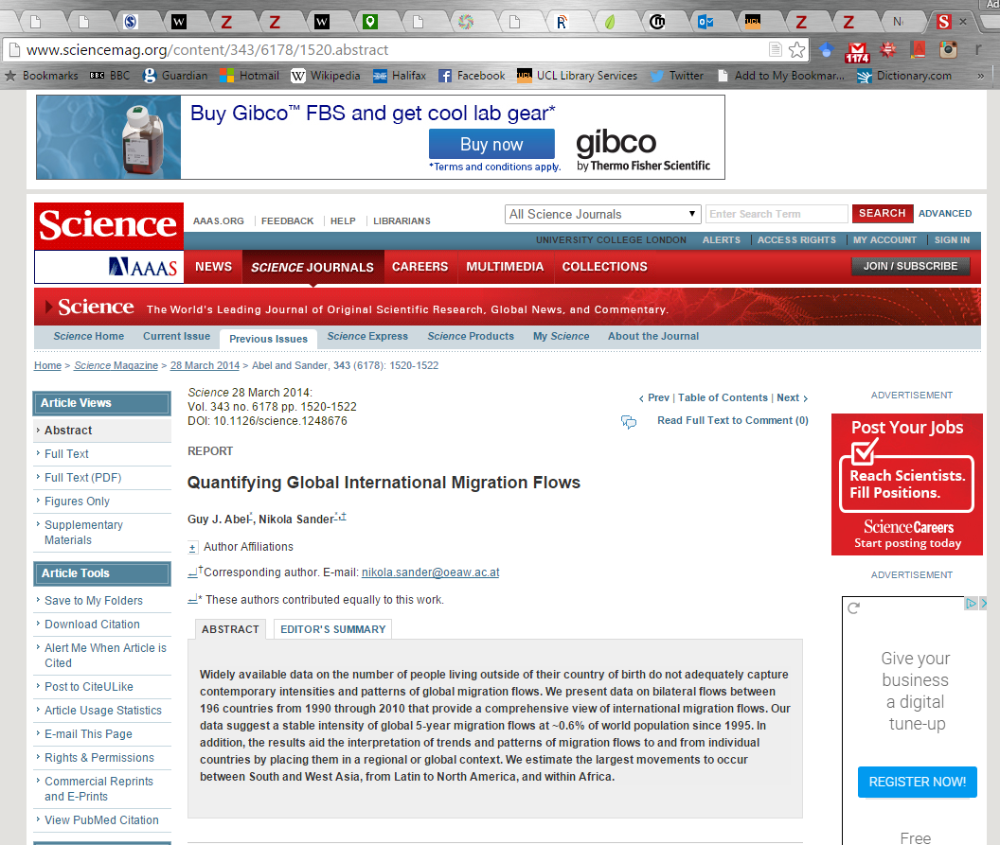 Ad
W
Z
Z
W
R
m
UCL
Z
Z
N
S
www.sciencemag.org/content/343/6178/1520.abstract
1174
r
Bookmarks BBC BBC Guardian Hotmail W Wikipedia Halifax Facebook UCL UCL Library Services Twitter Add to My Bookmar... Dictionary.com »
Buy Gibco™ FBS and get cool lab gear*
Buy now
*Terms and conditions apply.
gibco
by Thermo Fisher Scientific
Science
AAAS
AAAS.ORG FEEDBACK HELP LIBRARIANS
All Science Journals Enter Search Term SEARCH ADVANCED
UNIVERSITY COLLEGE LONDON ALERTS ACCESS RIGHTS MY ACCOUNT SIGN IN
NEWS SCIENCE JOURNALS CAREERS MULTIMEDIA COLLECTIONS JOIN / SUBSCRIBE
Science The World's Leading Journal of Original Scientific Research, Global News, and Commentary.
Science Home Current Issue Previous Issues Science Express Science Products My Science About the Journal
Home > Science Magazine > 28 March 2014 > Abel and Sander, 343 (6178): 1520-1522
Article Views
Abstract
Full Text
Full Text (PDF)
Figures Only
Supplementary
Materials
Article Tools
Save to My Folders
Download Citation
Alert Me When Article is
Cited
Post to CiteULike
Article Usage Statistics
E-mail This Page
Rights & Permissions
Commercial Reprints
and E-Prints
View PubMed Citation
Science 28 March 2014:
Vol. 343 no. 6178 pp. 1520-1522
DOI: 10.1126/science.1248676
‹ Prev | Table of Contents | Next ›
Read Full Text to Comment (0)
REPORT
Quantifying Global International Migration Flows
Guy J. Abel*, Nikola Sander*,†
+ Author Affiliations
↵†Corresponding author. E-mail: nikola.sander@oeaw.ac.at
↵* These authors contributed equally to this work.
ABSTRACT EDITOR'S SUMMARY
Widely available data on the number of people living outside of their country of birth do not adequately capture
contemporary intensities and patterns of global migration flows. We present data on bilateral flows between
196 countries from 1990 through 2010 that provide a comprehensive view of international migration flows. Our
data suggest a stable intensity of global 5-year migration flows at ~0.6% of world population since 1995. In
addition, the results aid the interpretation of trends and patterns of migration flows to and from individual
countries by placing them in a regional or global context. We estimate the largest movements to occur
between South and West Asia, from Latin to North America, and within Africa.
ADVERTISEMENT
Post Your Jobs
Reach Scientists.
Fill Positions.
Science Careers
Start posting today
ADVERTISEMENT
Give your
business
a digital
tune-up
REGISTER NOW!
Free